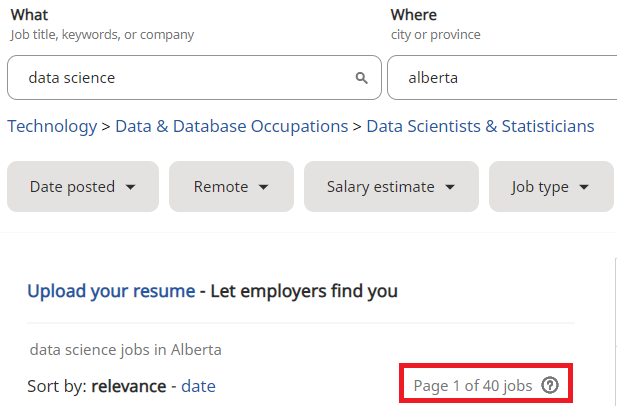 What Where
Job title, keywords, or company city or province
data science alberta
Technology > Data & Database Occupations > Data Scientists & Statisticians
Date posted Remote Salary estimate Job type
Upload your resume - Let employers find you
data science jobs in Alberta
Sort by: relevance - date Page 1 of 40 jobs ?